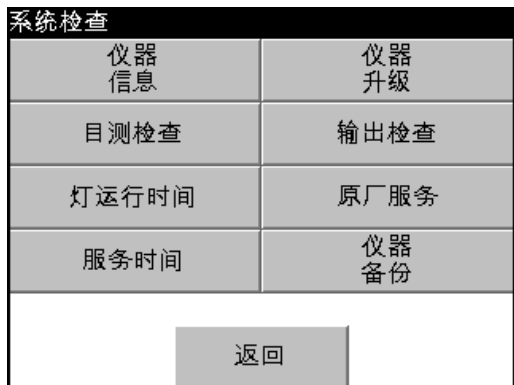 系统检查
仪器
信息
仪器
升级
目测检查
输出检查
灯运行时间
原厂服务
服务时间
仪器
备份
返回